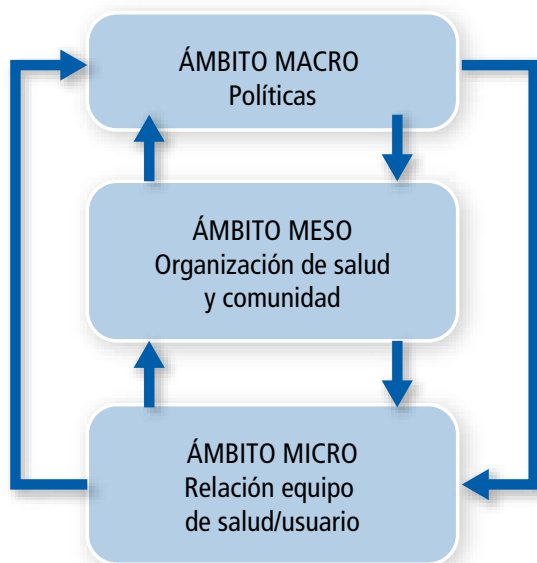 ÁMBITO MACRO
Políticas
ÁMBITO MESO
Organización de salud
y comunidad
ÁMBITO MICRO
Relación equipo
de salud/usuario